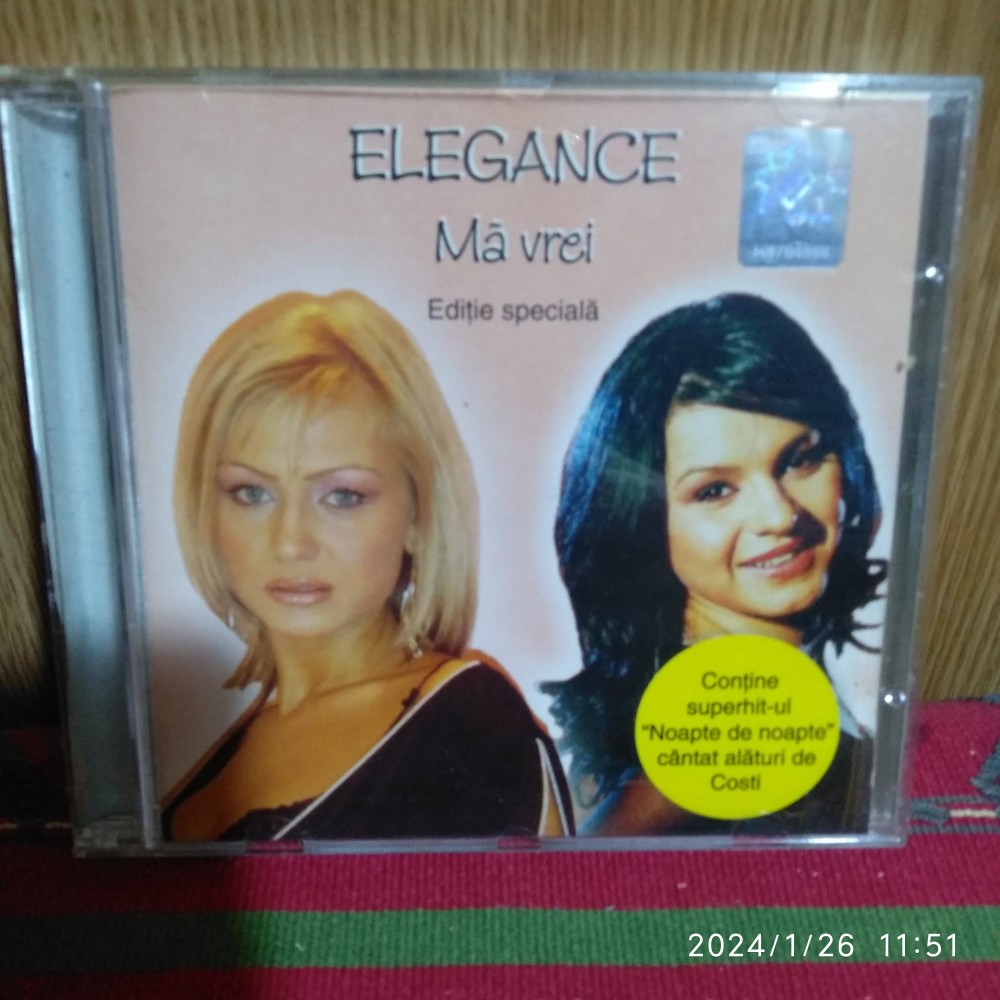 ELEGANCE
Mă vrei
Ediție specială
Conține
superhit-ul
"Noapte de noapte"
cântat alături de
Costi
2024/1/26 11:51